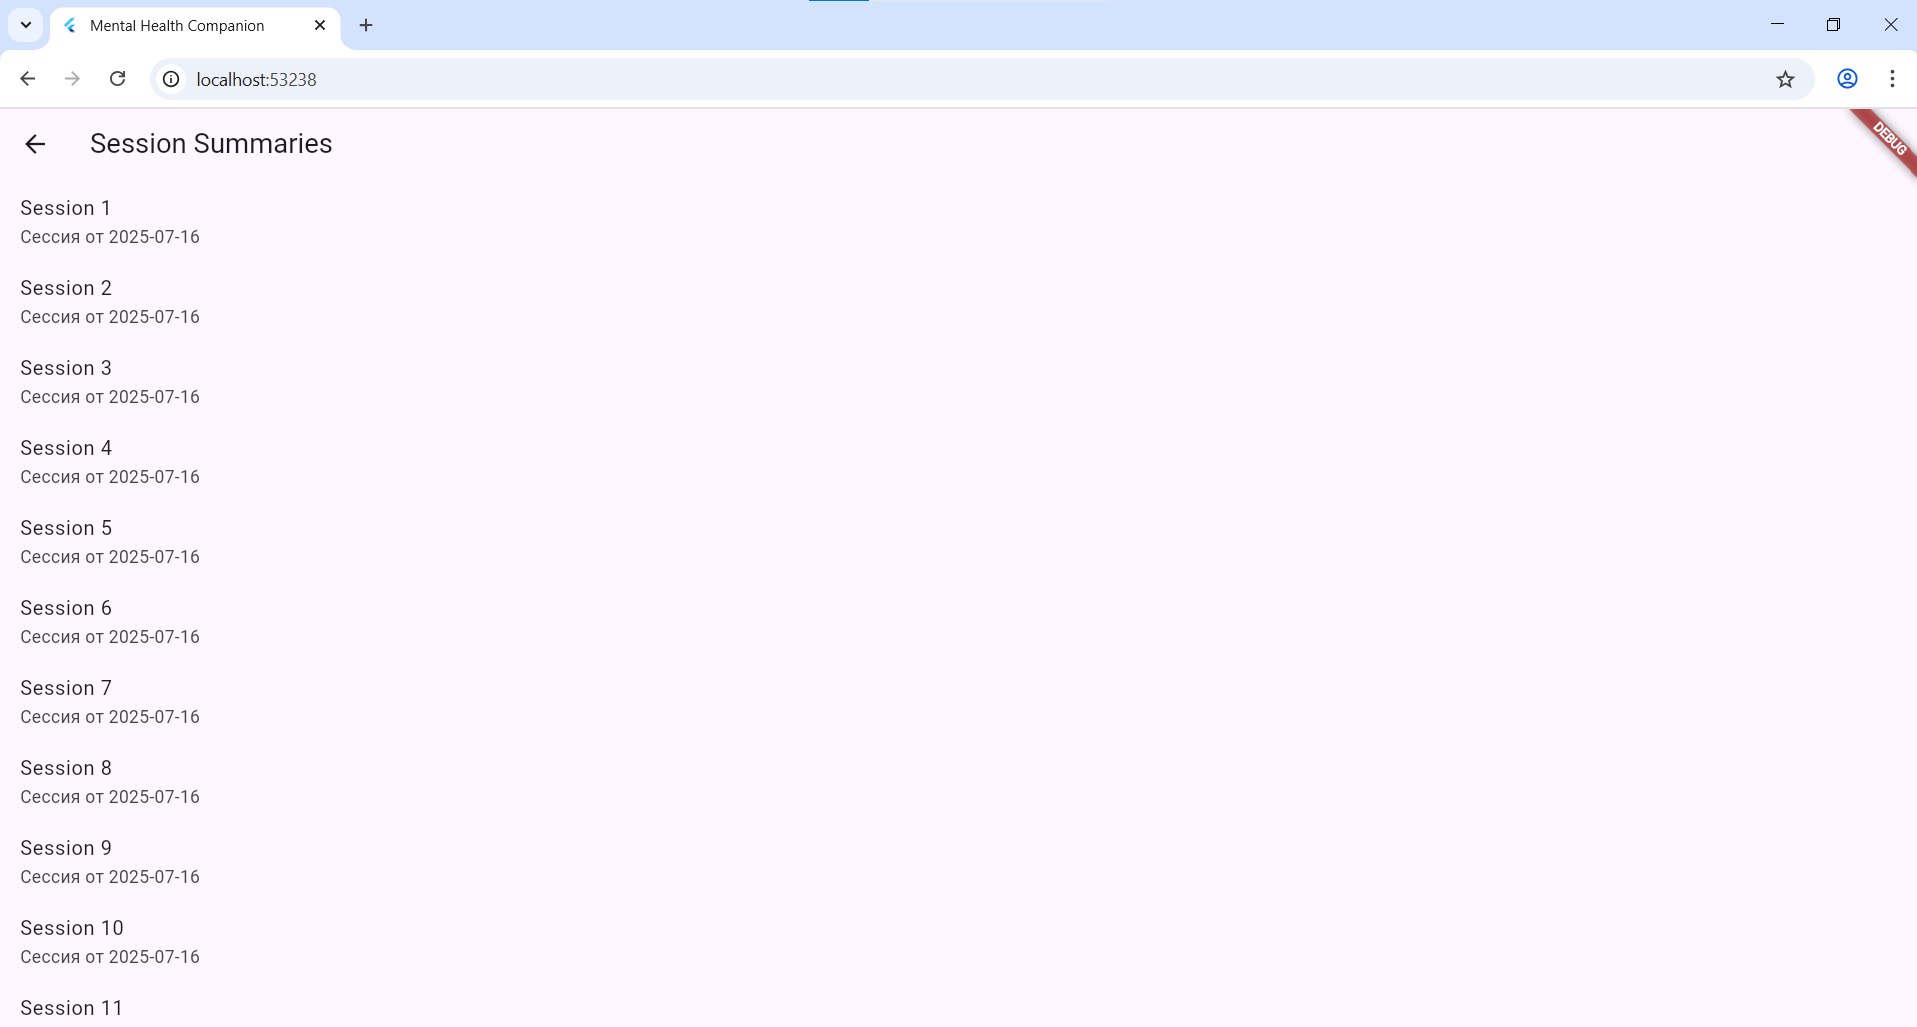 Mental Health Companion
localhost:53238
Session Summaries
DEBUG
Session 1
Сессия от 2025-07-16
Session 2
Сессия от 2025-07-16
Session 3
Сессия от 2025-07-16
Session 4
Сессия от 2025-07-16
Session 5
Сессия от 2025-07-16
Session 6
Сессия от 2025-07-16
Session 7
Сессия от 2025-07-16
Session 8
Сессия от 2025-07-16
Session 9
Сессия от 2025-07-16
Session 10
Сессия от 2025-07-16
Session 11